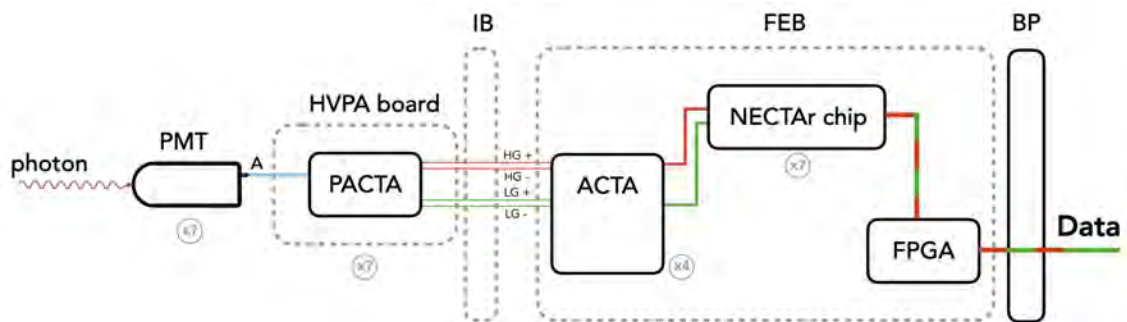 IB
FEB
BP
HVPA board
PMT
photon
A
x7
PACTA
x7
HG +
HG -
LG +
LG -
ACTA
x4
NECTAr chip
x7
FPGA
Data